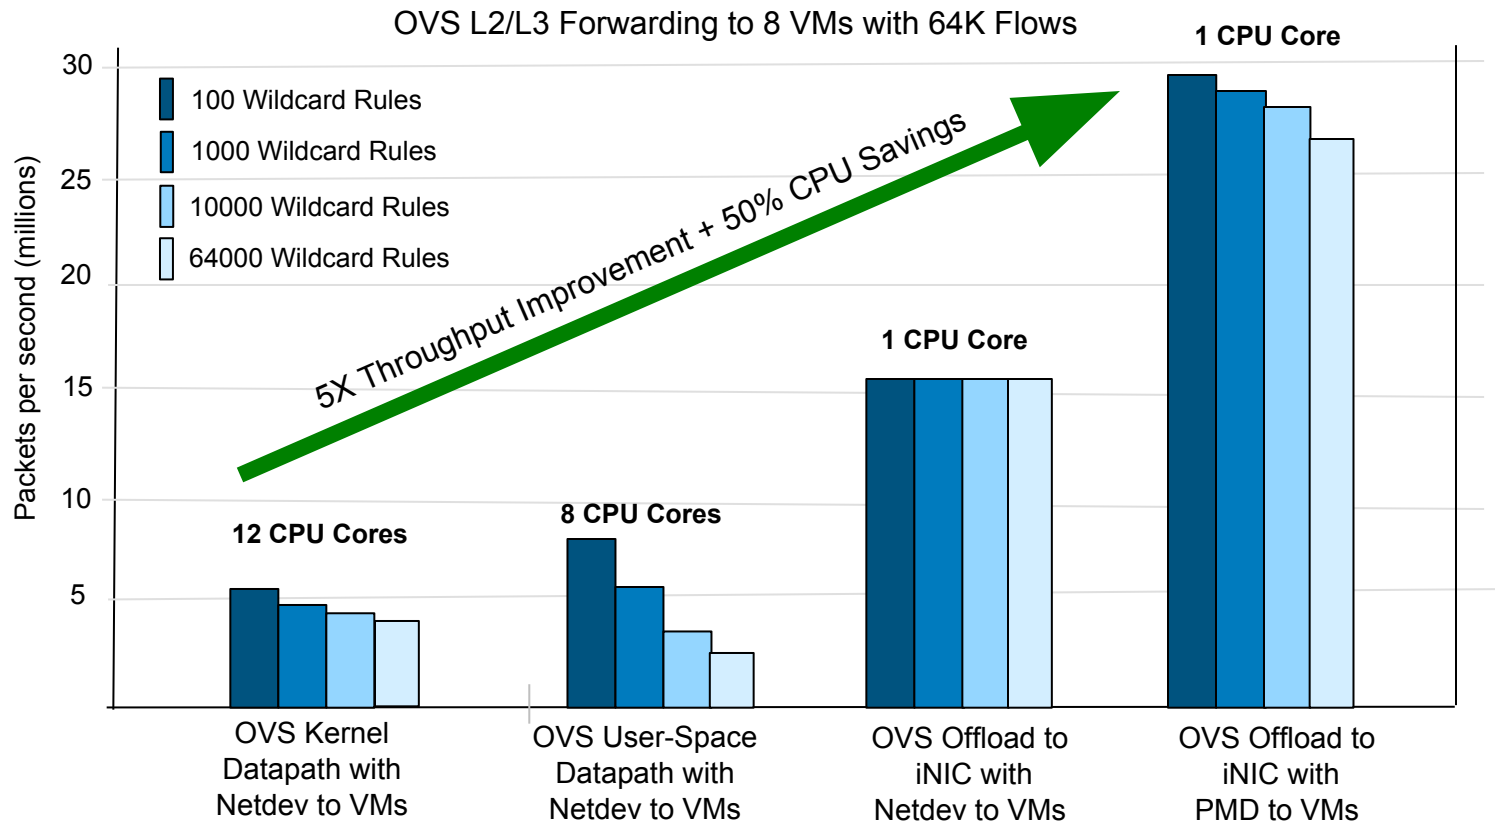 OVS L2/L3 Forwarding to 8 VMs with 64K Flows
1 CPU Core
30
25
20
15
10
5
Packets per second (millions)
100 Wildcard Rules
1000 Wildcard Rules
10000 Wildcard Rules
64000 Wildcard Rules
5X Throughput Improvement + 50% CPU Savings
1 CPU Core
12 CPU Cores
8 CPU Cores
OVS Kernel
Datapath with
Netdev to VMs
OVS User-Space
Datapath with
Netdev to VMs
OVS Offload to
iNIC with
Netdev to VMs
OVS Offload to
iNIC with
PMD to VMs